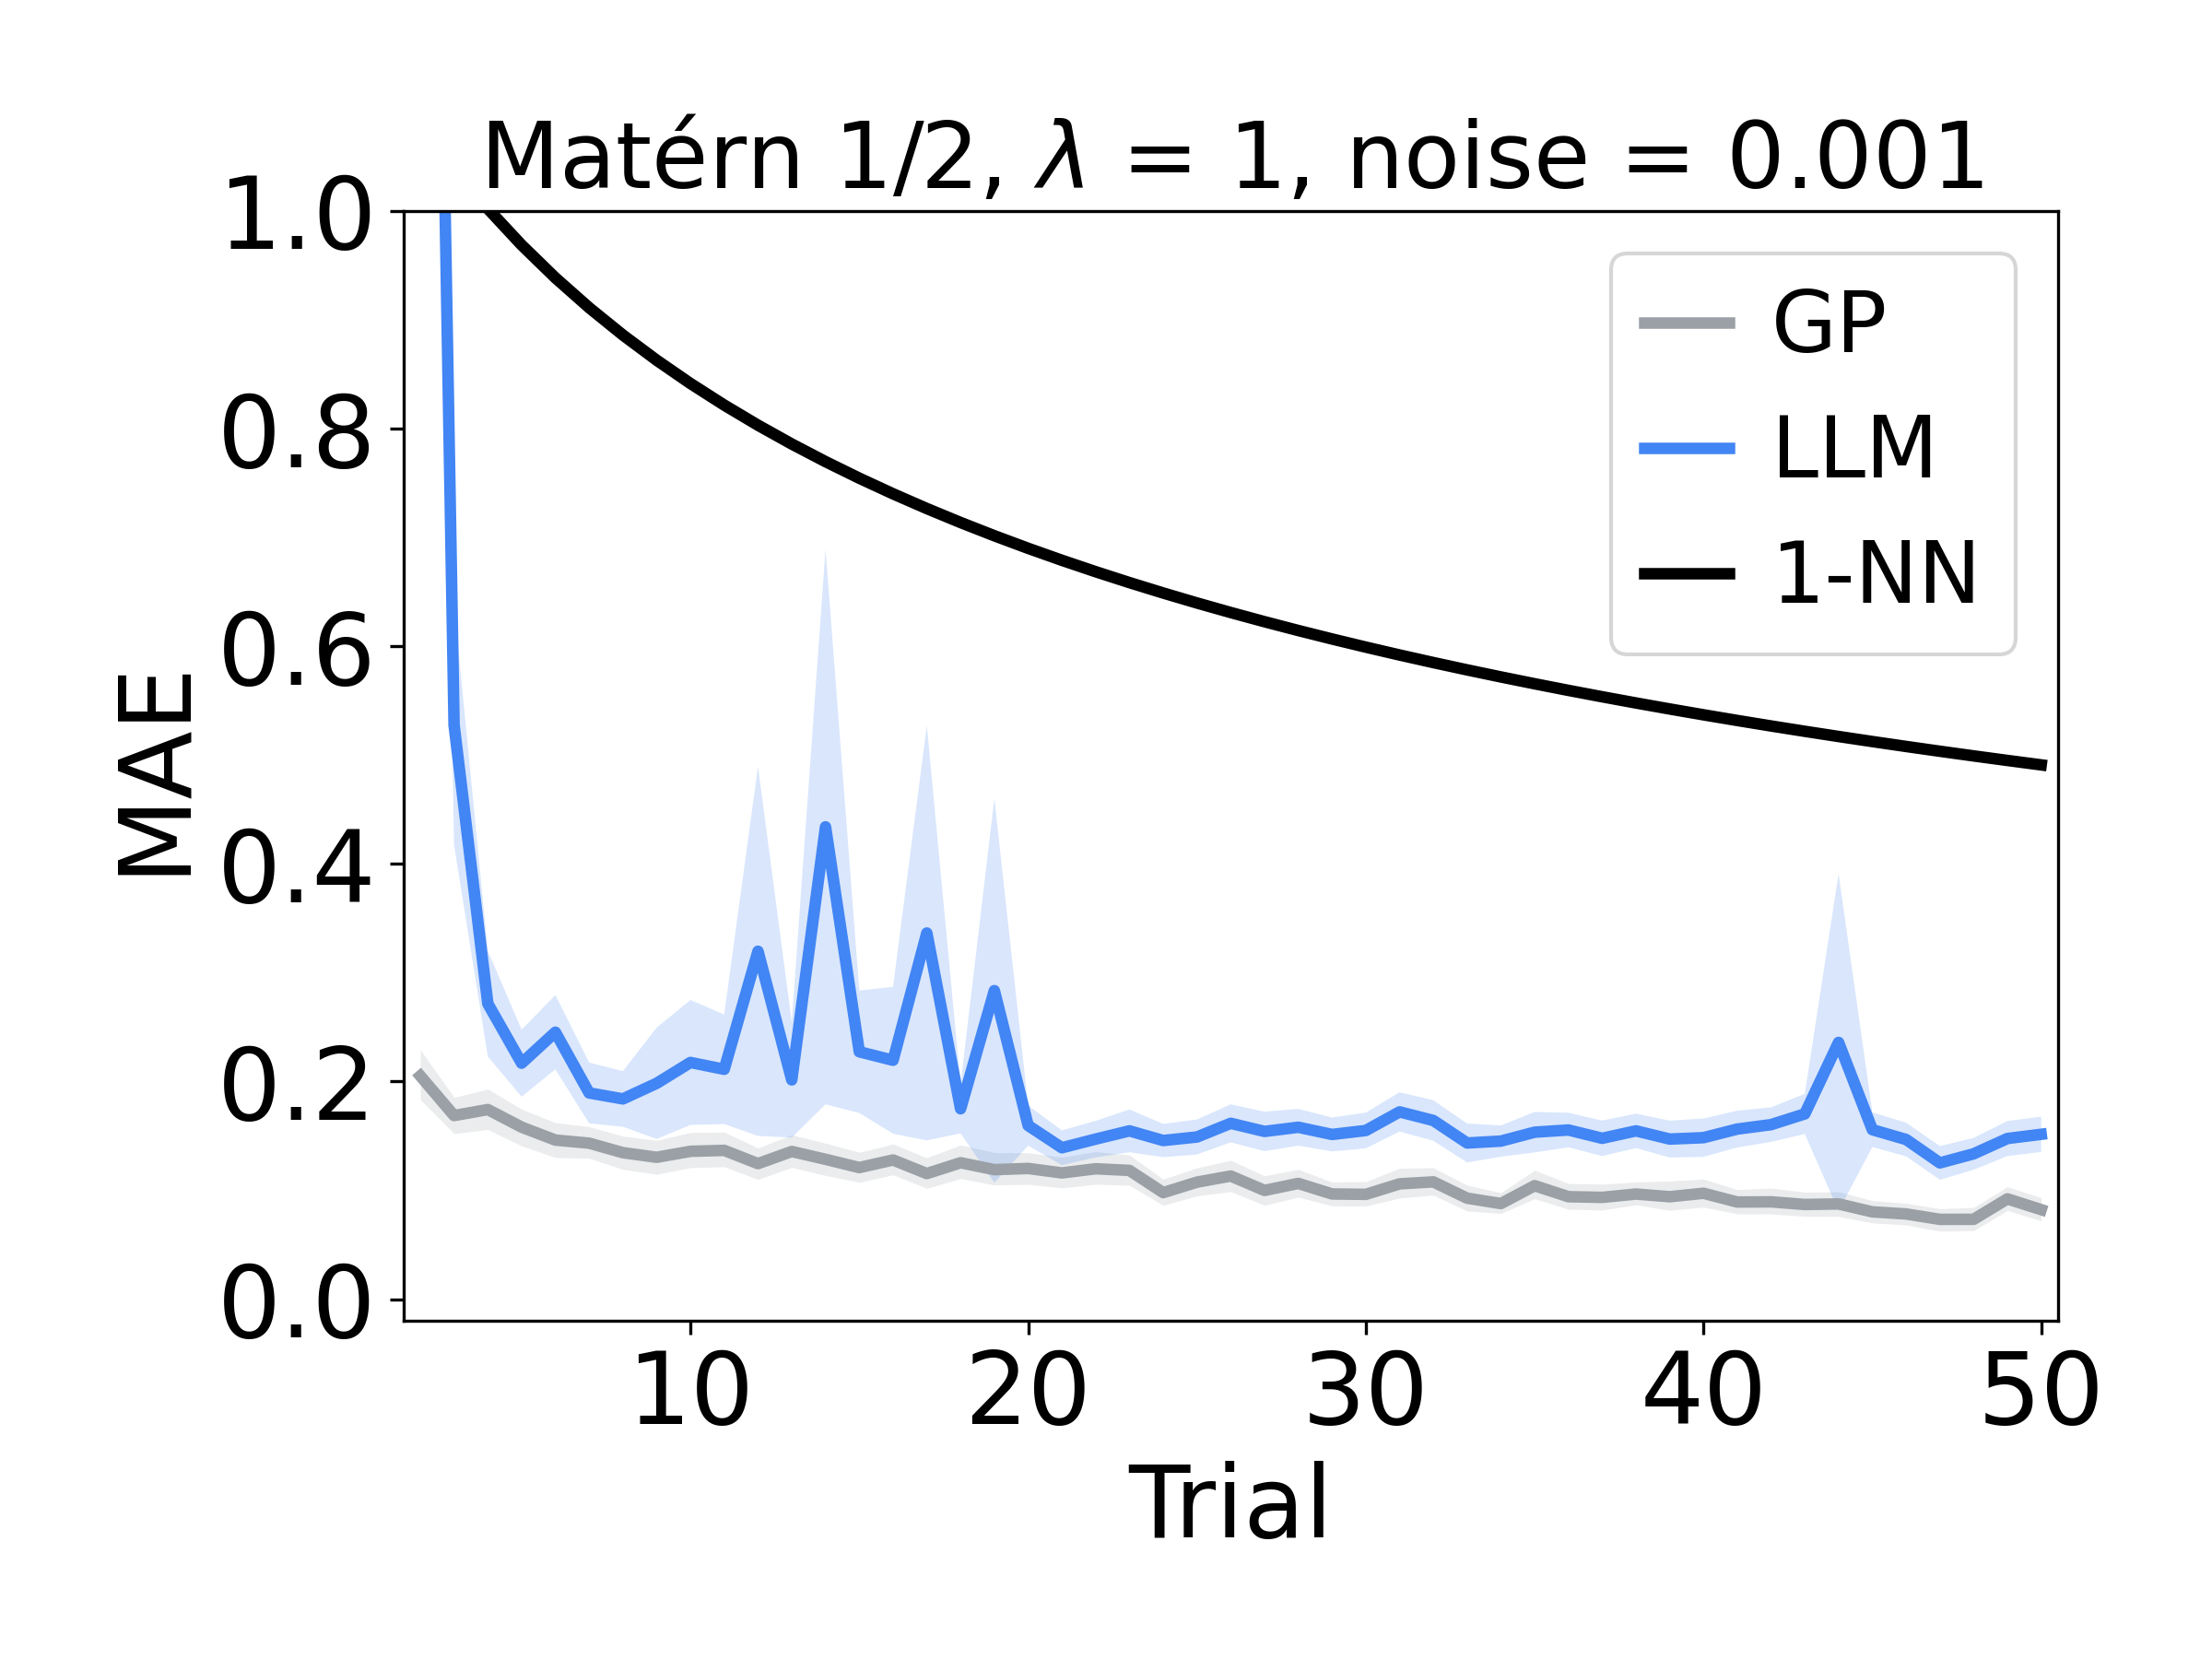 Matérn 1/2, λ = 1, noise = 0.001
1.0
0.8
0.6
0.4
0.2
0.0
MAE
GP
LLM
1-NN
10 20 30 40 50
Trial